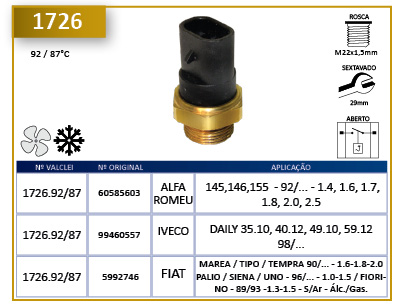 1726
92 / 87°C
ROSCA
M22x1,5mm
SEXTAVADO
29mm
ABERTO
J
Nº VALCLEI Nº ORIGINAL APLICAÇÃO
1726.92/87 60585603 ALFA ROMEU 145,146,155 - 92/... - 1.4, 1.6, 1.7,
1.8, 2.0, 2.5
1726.92/87 99460557 IVECO DAILY 35.10, 40.12, 49.10, 59.12
98/...
1726.92/87 5992746 FIAT MAREA / TIPO / TEMPRA 90/... - 1.6-1.8-2.0
PALIO / SIENA / UNO - 96/... - 1.0-1.5 / FIORI-
NO - 89/93 -1.3-1.5 - S/Ar - Álc./Gas.